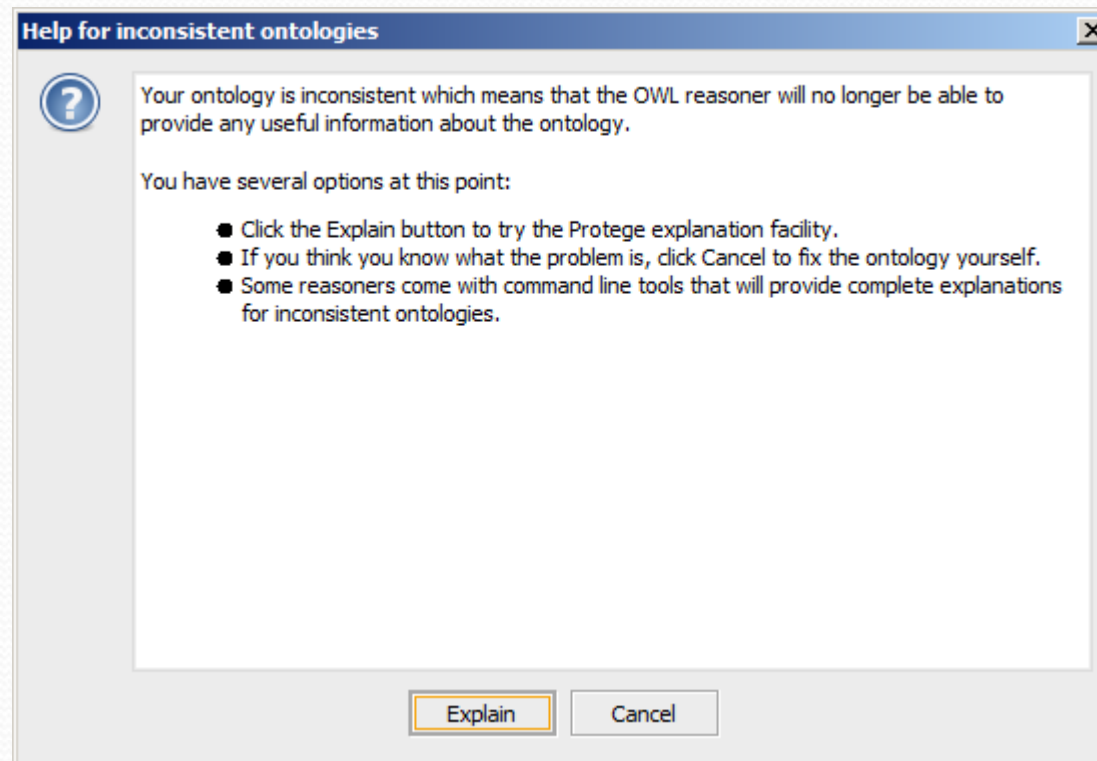 Help for inconsistent ontologies
Your ontology is inconsistent which means that the OWL reasoner will no longer be able to
provide any useful information about the ontology.
You have several options at this point:
Click the Explain button to try the Protege explanation facility.
If you think you know what the problem is, click Cancel to fix the ontology yourself.
Some reasoners come with command line tools that will provide complete explanations
for inconsistent ontologies.
Explain
Cancel